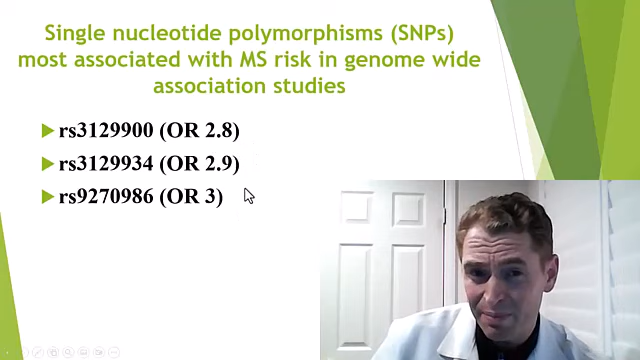 Single nucleotide polymorphisms (SNPs)
most associated with MS risk in genome wide
association studies
rs3129900 (OR 2.8)
rs3129934 (OR 2.9)
rs9270986 (OR 3)